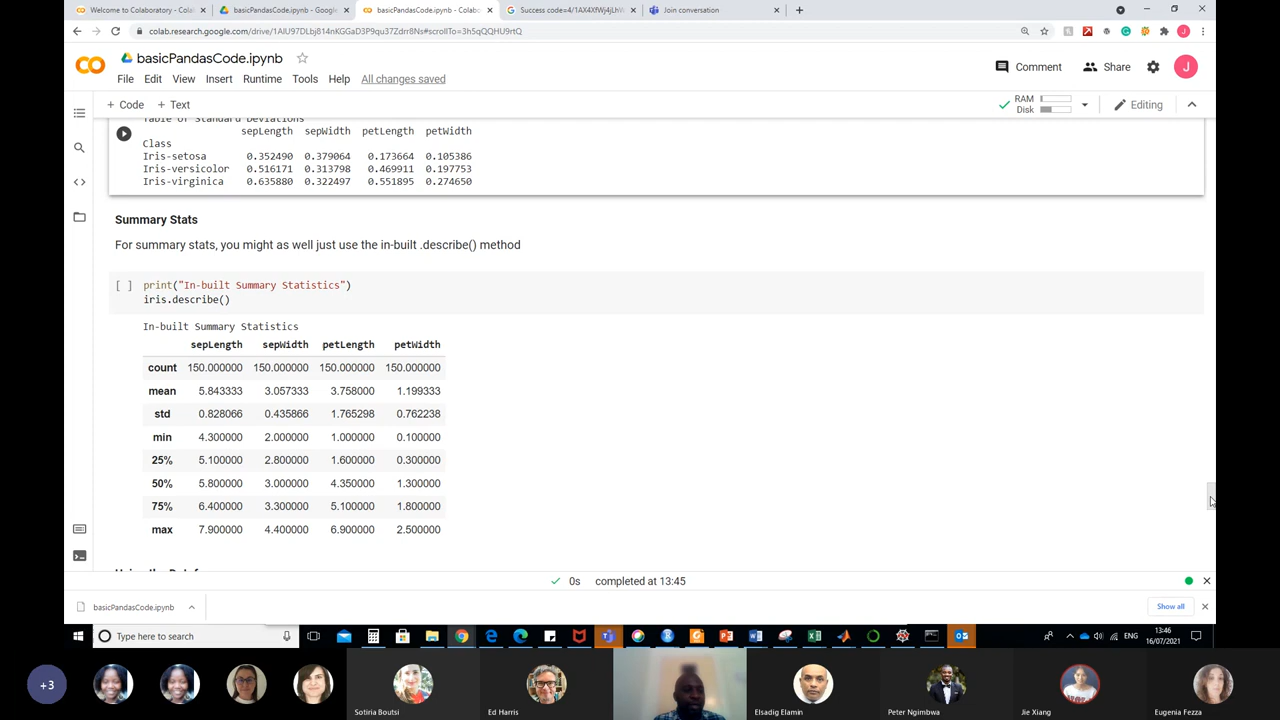 Welcome to Colaboratory - Cola
basicPandasCode.ipynb - Google
basicPandasCode.ipynb - Colabo
Success code=4/1AX4XfWj4jLhW
Join conversation
colab.research.google.com/drive/1AIU97DLbj814nKGGaD3P9qu37Zdrr8Ns#scrollTo=3h5qQQHU9rtQ
basicPandasCode.ipynb
Comment
Share
J
File Edit View Insert Runtime Tools Help All changes saved
+ Code + Text
RAM
Disk
Editing
Table of Standard Deviations
sepLength sepWidth petLength petWidth
Class
Iris-setosa 0.352490 0.379064 0.173664 0.105386
Iris-versicolor 0.516171 0.313798 0.469911 0.197753
Iris-virginica 0.635880 0.322497 0.551895 0.274650
Summary Stats
For summary stats, you might as well just use the in-built .describe() method
[ ] print("In-built Summary Statistics")
iris.describe()
In-built Summary Statistics
sepLength sepWidth petLength petWidth
count 150.000000 150.000000 150.000000 150.000000
mean 5.843333 3.057333 3.758000 1.199333
std 0.828066 0.435866 1.765298 0.762238
min 4.300000 2.000000 1.000000 0.100000
25% 5.100000 2.800000 1.600000 0.300000
50% 5.800000 3.000000 4.350000 1.300000
75% 6.400000 3.300000 5.100000 1.800000
max 7.900000 4.400000 6.900000 2.500000
0s completed at 13:45
basicPandasCode.ipynb
Show all
Type here to search
ENG
13:46
16/07/2021
+3
Sotiria Boutsi
Ed Harris
Elsadig Elamin
Peter Ngimbwa
Jie Xiang
Eugenia Fezza